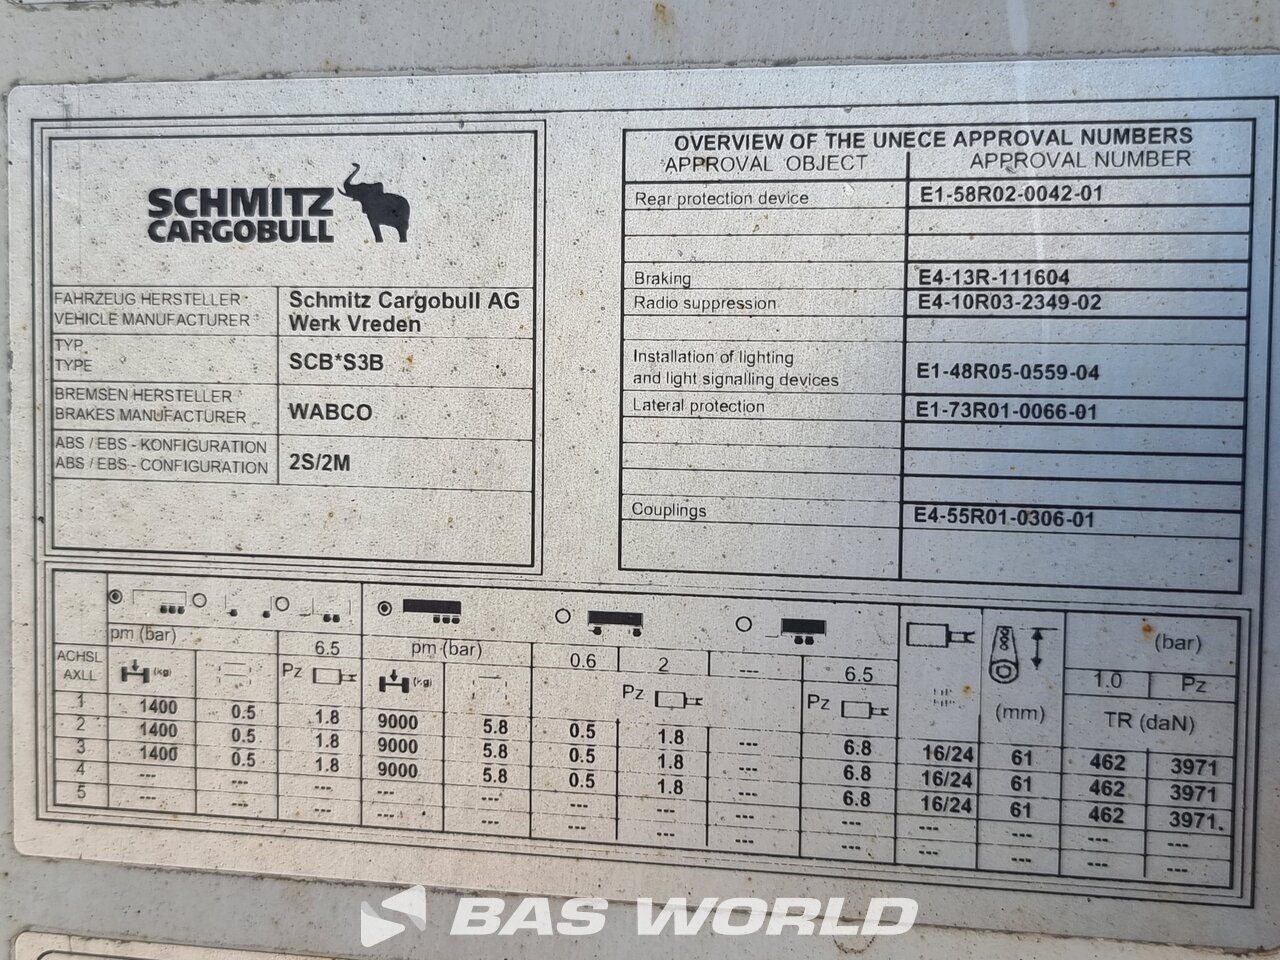 SCHMITZ
CARGOBULL
FAHRZEUG HERSTELLER
VEHICLE MANUFACTURER
Schmitz Cargobull AG
Werk Vreden
TYP
TYPE
SCB*S3B
BREMSEN HERSTELLER
BRAKES MANUFACTURER
WABCO
ABS / EBS - KONFIGURATION
ABS / EBS - CONFIGURATION
2S/2M
OVERVIEW OF THE UNECE APPROVAL NUMBERS
APPROVAL OBJECT APPROVAL NUMBER
Rear protection device E1-58R02-0042-01
Braking E4-13R-111604
Radio suppression E4-10R03-2349-02
Installation of lighting
and light signalling devices E1-48R05-0559-04
Lateral protection E1-73R01-0066-01
Couplings E4-55R01-0306-01
pm (bar) 6.5 pm (bar) 0.6 2 --- 6.5 (bar)
ACHSL
AXLL
(kg) Pz (kg) Pz Pz (mm) 1.0 Pz
TR (daN)
1 1400 0.5 1.8 9000 5.8 0.5 1.8 --- 6.8 16/24 61 462 3971
2 1400 0.5 1.8 9000 5.8 0.5 1.8 --- 6.8 16/24 61 462 3971
3 1400 0.5 1.8 9000 5.8 0.5 1.8 --- 6.8 16/24 61 462 3971
4 --- --- --- --- --- --- --- --- --- --- --- --- ---
5 --- --- --- --- --- --- --- --- --- --- --- --- ---
BAS WORLD